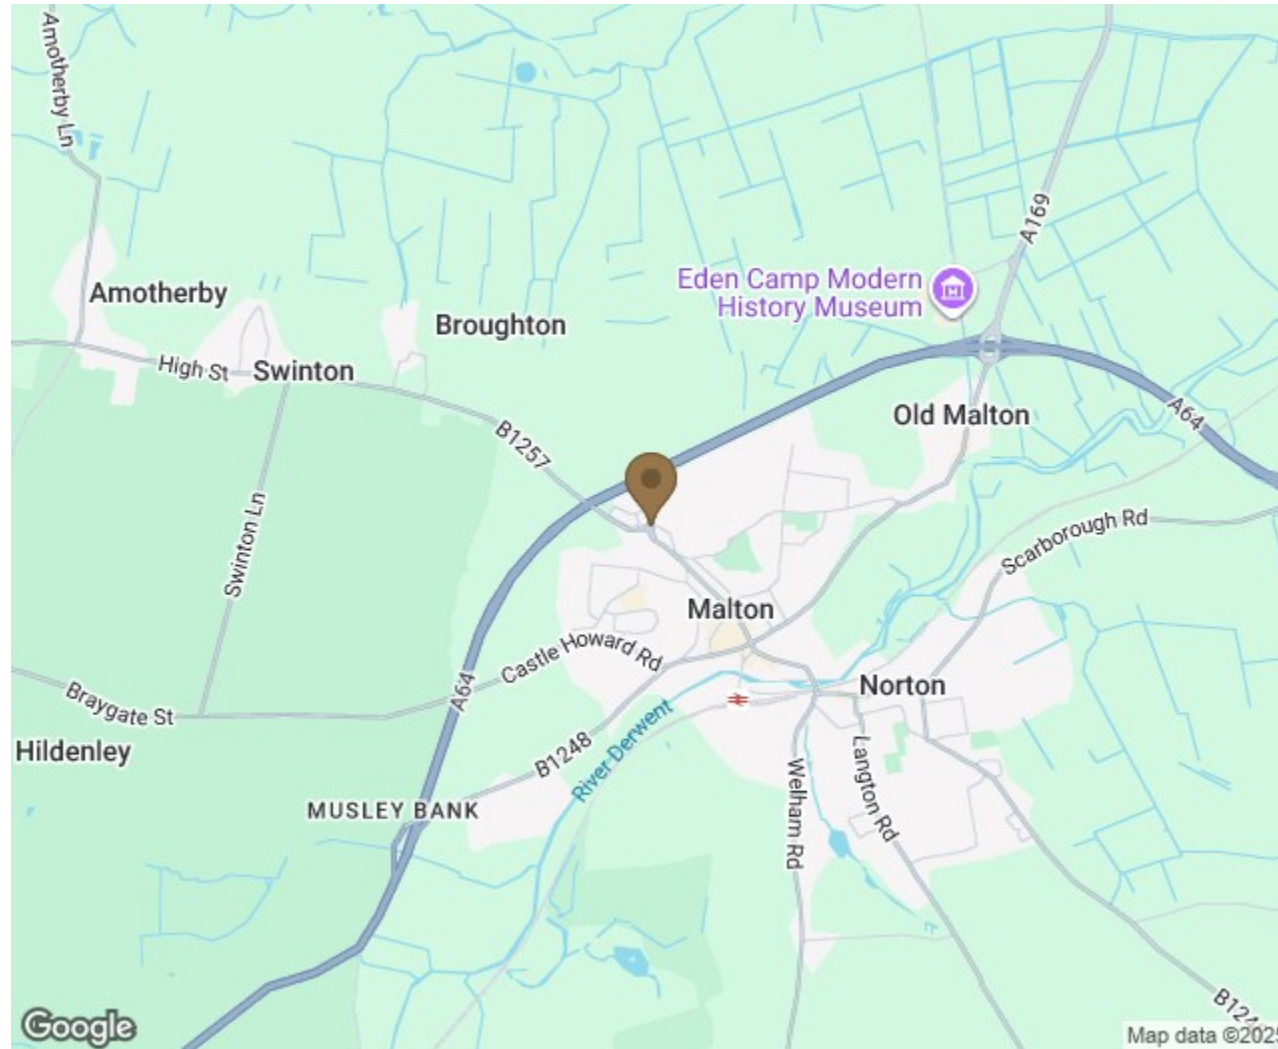 Amotherby Ln
A169
Eden Camp Modern
History Museum
Amotherby
Broughton
High St
Swinton
Old Malton
A64
B1257
Swinton Ln
Scarborough Rd
Malton
Castle Howard Rd
A64
Norton
Braygate St
Hildenley
River Derwent
B1248
Langton Rd
Welham Rd
MUSLEY BANK
B124
Google
Map data ©2025